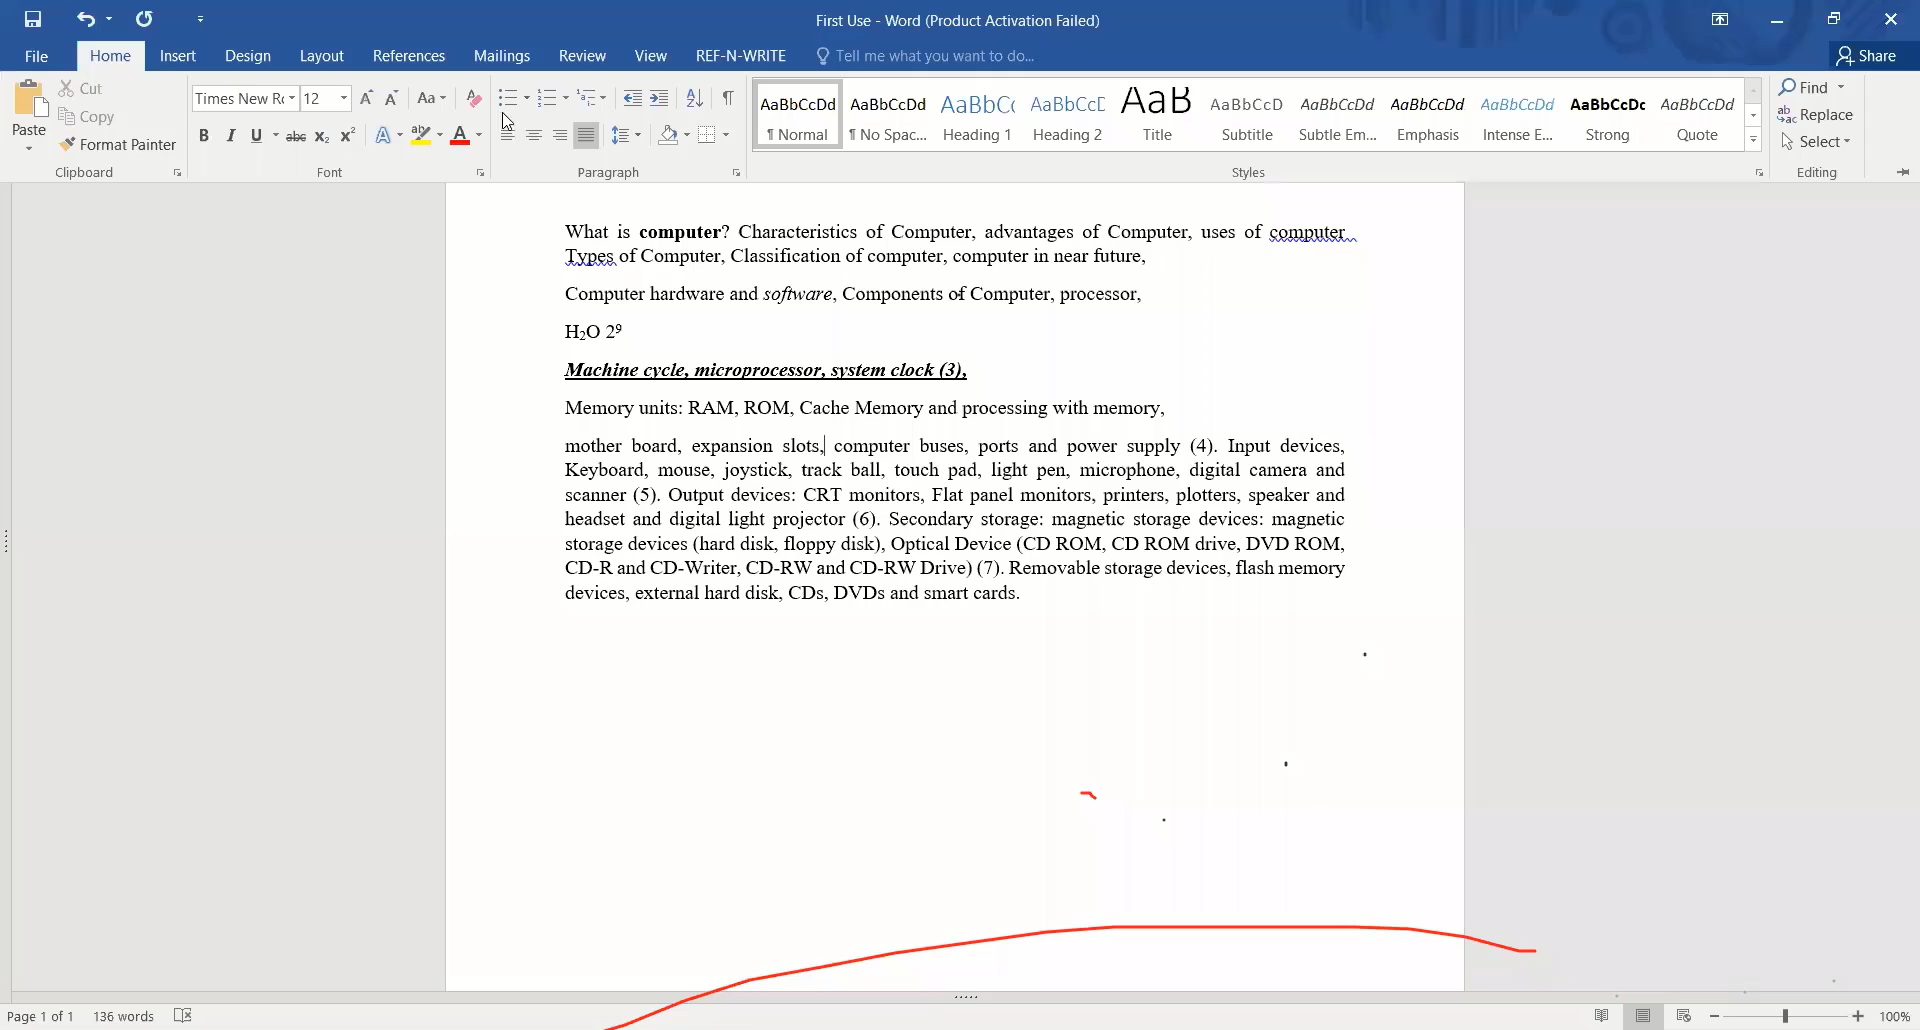 First Use - Word (Product Activation Failed)
File Home Insert Design Layout References Mailings Review View REF-N-WRITE Tell me what you want to do... Share
Cut
Copy
Format Painter
Paste
Clipboard
Times New Ro 12
Aa
B I U abc X₂ X² A ab A
Font
Paragraph
AaBbCcDd AaBbCcDd AaBbC AaBbCcD AaB AaBbCcD AaBbCcDd AaBbCcDd AaBbCcDd AaBbCcDc AaBbCcDd
¶ Normal ¶ No Spac... Heading 1 Heading 2 Title Subtitle Subtle Em... Emphasis Intense E... Strong Quote
Styles
Find
Replace
Select
Editing
What is computer? Characteristics of Computer, advantages of Computer, uses of computer
Types of Computer, Classification of computer, computer in near future,
Computer hardware and software, Components of Computer, processor,
H₂O 2⁹
Machine cycle, microprocessor, system clock (3),
Memory units: RAM, ROM, Cache Memory and processing with memory,
mother board, expansion slots, computer buses, ports and power supply (4). Input devices,
Keyboard, mouse, joystick, track ball, touch pad, light pen, microphone, digital camera and
scanner (5). Output devices: CRT monitors, Flat panel monitors, printers, plotters, speaker and
headset and digital light projector (6). Secondary storage: magnetic storage devices: magnetic
storage devices (hard disk, floppy disk), Optical Device (CD ROM, CD ROM drive, DVD ROM,
CD-R and CD-Writer, CD-RW and CD-RW Drive) (7). Removable storage devices, flash memory
devices, external hard disk, CDs, DVDs and smart cards.
Page 1 of 1 136 words 100%